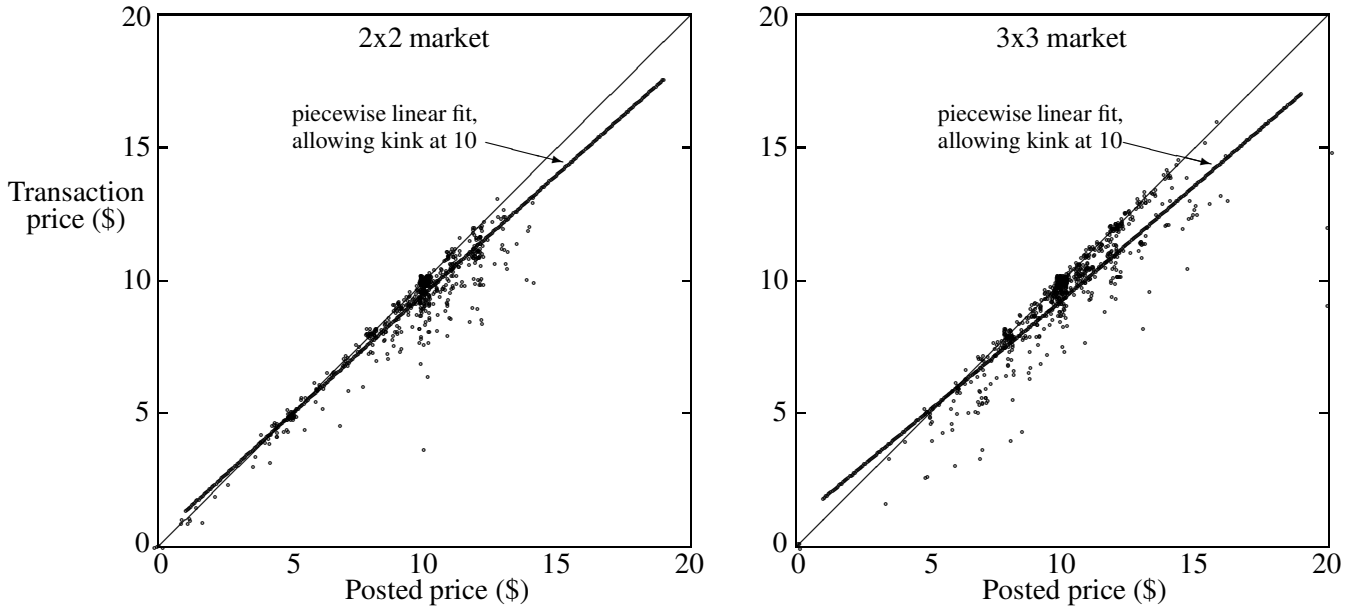 2x2 market
piecewise linear fit,
allowing kink at 10
Transaction
price ($)
20
15
10
5
0
0 5 10 15 20
Posted price ($)
3x3 market
piecewise linear fit,
allowing kink at 10
20
15
10
5
0
0 5 10 15 20
Posted price ($)